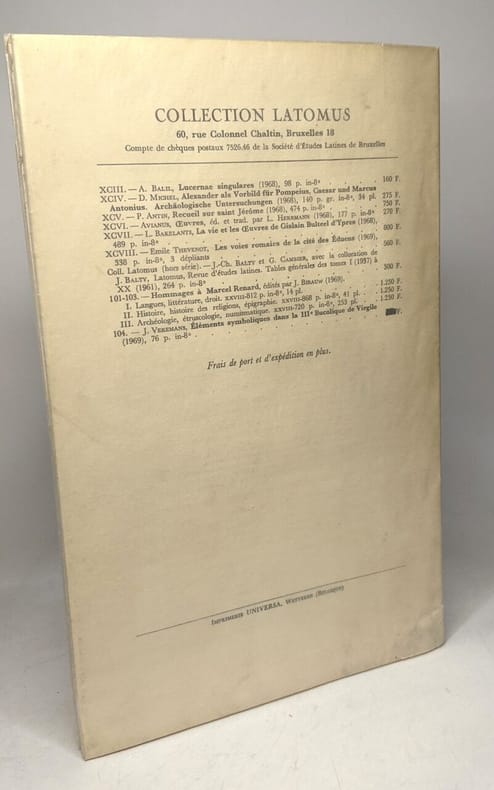 COLLECTION LATOMUS
60, rue Colonnel Chaltin, Bruxelles 18
Compte de chèques postaux 7526.46 de la Société d'Études Latines de Bruxelles
XCIII. — A. BALIL, Lucernae singulares (1968), 98 p. in-8° . . . . . 160 F.
XCIV. — D. MICHEL, Alexander als Vorbild für Pompeius, Caesar und Marcus
Antonius. Archäologische Untersuchungen (1968), 140 p. gr. in-8°, 34 pl. 275 F.
XCV. — P. ANTIN, Recueil sur saint Jérôme (1968), 474 p. in-8° . . . . 750 F.
XCVI. — AVIANUS, Œuvres, éd. et trad. par L. HERRMANN (1968), 177 p. in-8° 270 F.
XCVII. — L. BAKELANTS, La vie et les Œuvres de Gislain Bulteel d'Ypres (1968),
489 p. in-8° . . . . . 800 F.
XCVIII. — Emile THEVENOT, Les voies romaines de la cité des Éduens (1969),
338 p. in-8°, 3 dépliants . . . . . 560 F.
Coll. Latomus (hors série). — J.-Ch. BALTY et G. CAMBIER, avec la collaboration de
J. BALTY, Latomus, Revue d'études latines. Tables générales des tomes I (1937) à
XX (1961), 264 p. in-8° . . . . . 500 F.
101-103. — Hommages à Marcel Renard, édités par J. BIBAUW (1969).
I. Langues, littérature, droit. XXVIII-812 p. in-8°, 14 pl. . . . 1.250 F.
II. Histoire, histoire des religions, épigraphie. XXVIII-868 p. in-8°, 41 pl. . . 1.250 F.
III. Archéologie, étruscologie, numismatique. XXVIII-720 p. in-8°, 253 pl. . . 1.250 F.
104. — J. VEREMANS, Éléments symboliques dans la IIIe Bucolique de Virgile
(1969), 76 p. in-8° . . . . . F.
Frais de port et d'expédition en plus.
IMPRIMERIE UNIVERSA, WETTEREN (BELGIQUE)